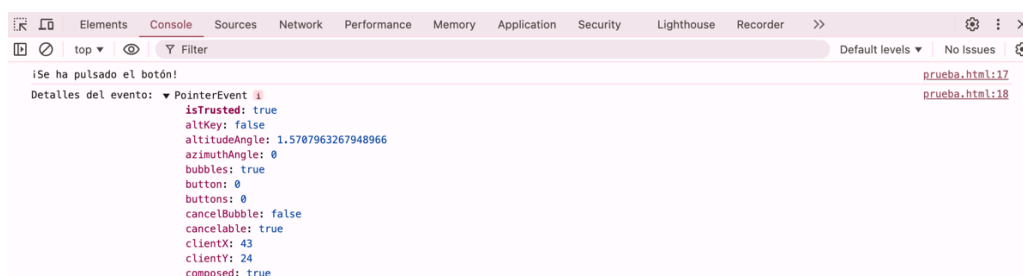 Elements Console Sources Network Performance Memory Application Security Lighthouse Recorder
top Filter Default levels No Issues
¡Se ha pulsado el botón! prueba.html:17
Detalles del evento: PointerEvent i prueba.html:18
isTrusted: true
altKey: false
altitudeAngle: 1.5707963267948966
azimuthAngle: 0
bubbles: true
button: 0
buttons: 0
cancelBubble: false
cancelable: true
clientX: 43
clientY: 24
composed: true